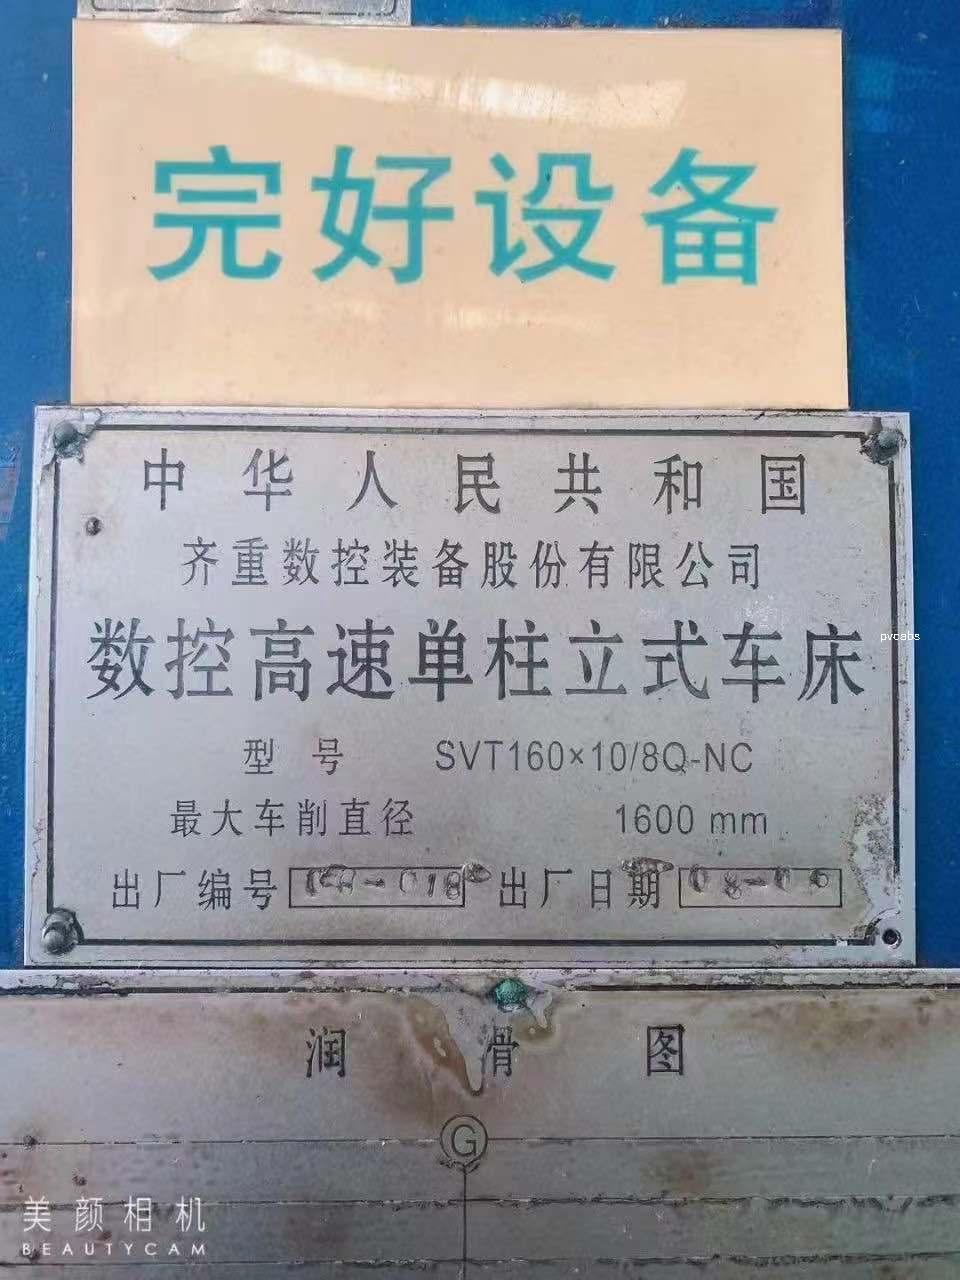 完好设备
中华人民共和国
齐重数控装备股份有限公司
数控高速单柱立式车床
pvcabs
型号 SVT160×10/8Q-NC
最大车削直径 1600 mm
出厂编号 出厂日期
润滑图
G
美颜相机
BEAUTYCAM